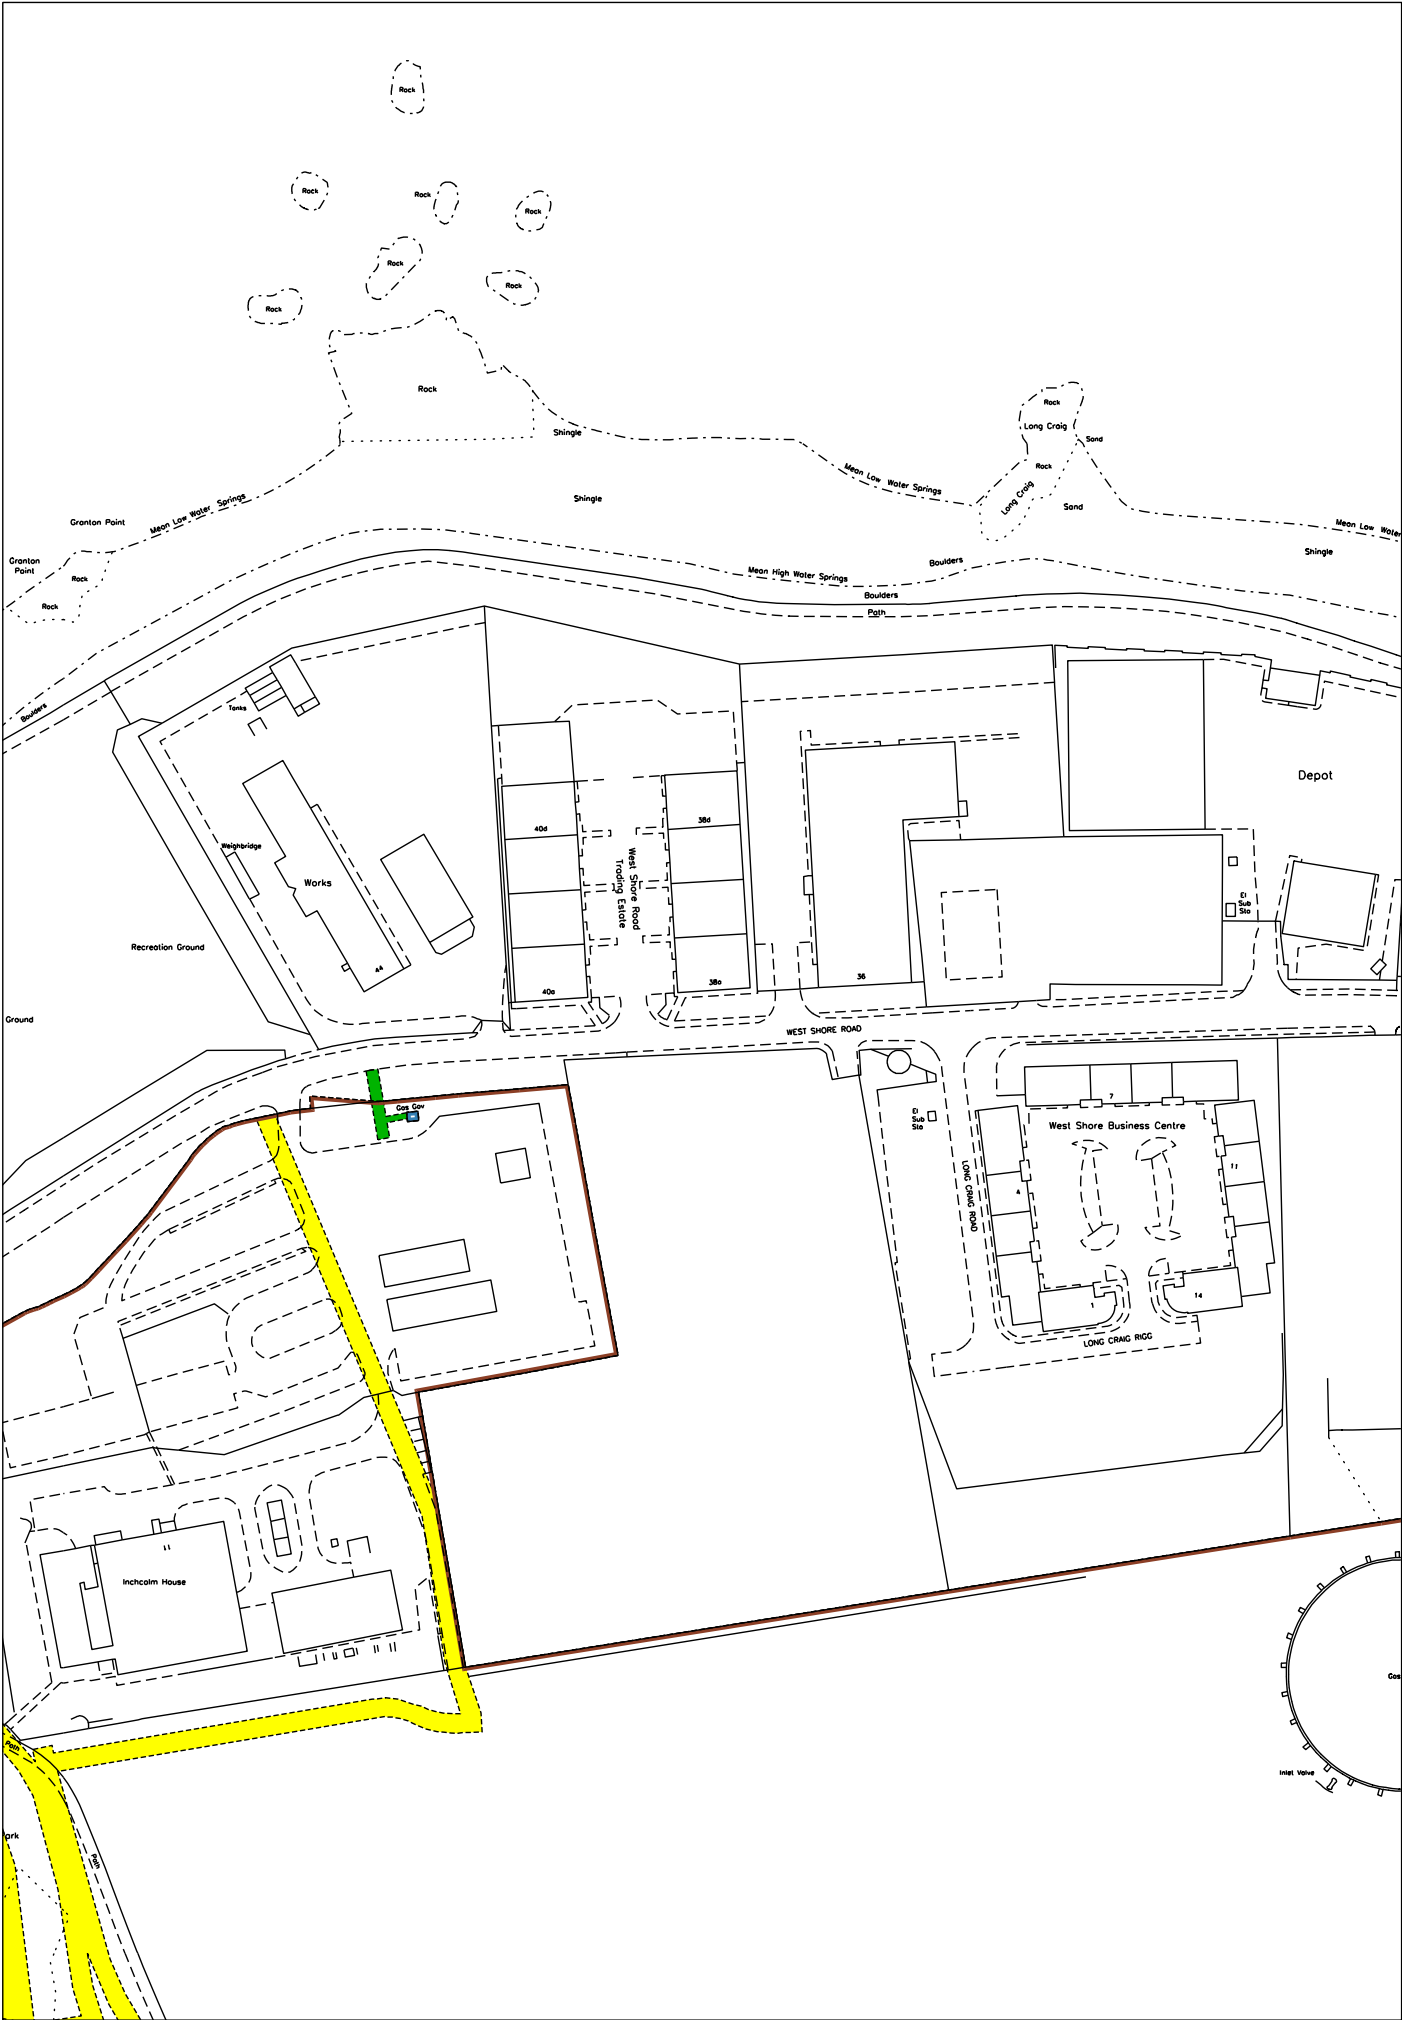 Rock
Rock
Rock
Rock
Rock
Rock
Rock
Rock
Rock
Long Craig
Sand
Shingle
Mean Low Water Springs
Rock
Long Craig
Sand
Shingle
Mean Low Water Springs
Granton Point
Mean Low Water
Shingle
Granton
Point
Rock
Rock
Boulders
Mean High Water Springs
Boulders
Path
Boulders
Tanks
Depot
40d
38d
West Shore Road
Trading Estate
Weighbridge
Works
El
Sub
Sta
Recreation Ground
44
40a
38a
36
Ground
WEST SHORE ROAD
Gas Gov
El
Sub
Sta
7
West Shore Business Centre
LONG CRAIG ROAD
4
11
14
1
LONG CRAIG RIGG
Inchcolm House
Gas
Path
Inlet Valve
ark
Path